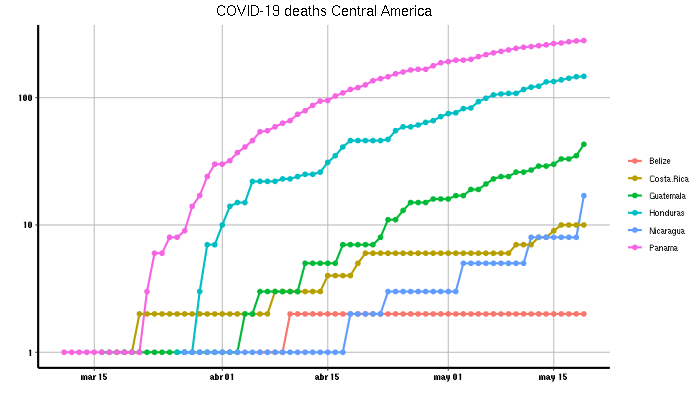 COVID-19 deaths Central America
100
10
1
mar 15
abr 01
abr 15
may 01
may 15
Belize
Costa.Rica
Guatemala
Honduras
Nicaragua
Panama